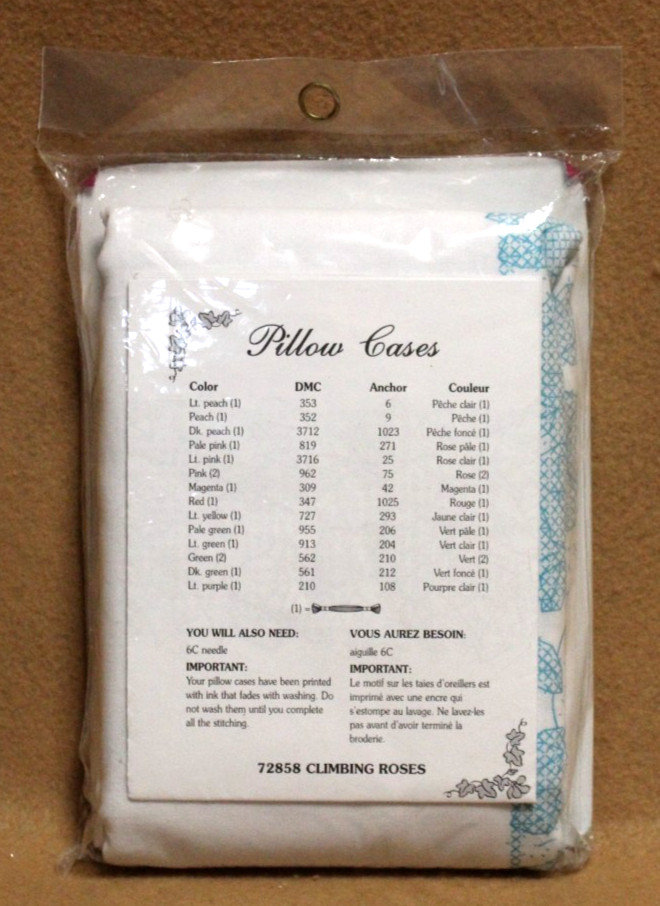 Pillow Cases
Color DMC Anchor Couleur
Lt. peach (1) 353 6 Pêche clair (1)
Peach (1) 352 9 Pêche (1)
Dk. peach (1) 3712 1023 Pêche foncé (1)
Pale pink (1) 819 271 Rose pâle (1)
Lt. pink (1) 3716 25 Rose clair (1)
Pink (2) 962 75 Rose (2)
Magenta (1) 309 42 Magenta (1)
Red (1) 347 1025 Rouge (1)
Lt. yellow (1) 727 293 Jaune clair (1)
Pale green (1) 955 206 Vert pâle (1)
Lt. green (1) 913 204 Vert clair (1)
Green (2) 562 210 Vert (2)
Dk. green (1) 561 212 Vert foncé (1)
Lt. purple (1) 210 108 Pourpre clair (1)
(1) =
YOU WILL ALSO NEED:
6C needle
IMPORTANT:
Your pillow cases have been printed
with ink that fades with washing. Do
not wash them until you complete
all the stitching.
VOUS AUREZ BESOIN:
aiguille 6C
IMPORTANT:
Le motif sur les taies d'oreillers est
imprimé avec une encre qui
s'estompe au lavage. Ne lavez-les
pas avant d'avoir terminé la
broderie.
72858 CLIMBING ROSES